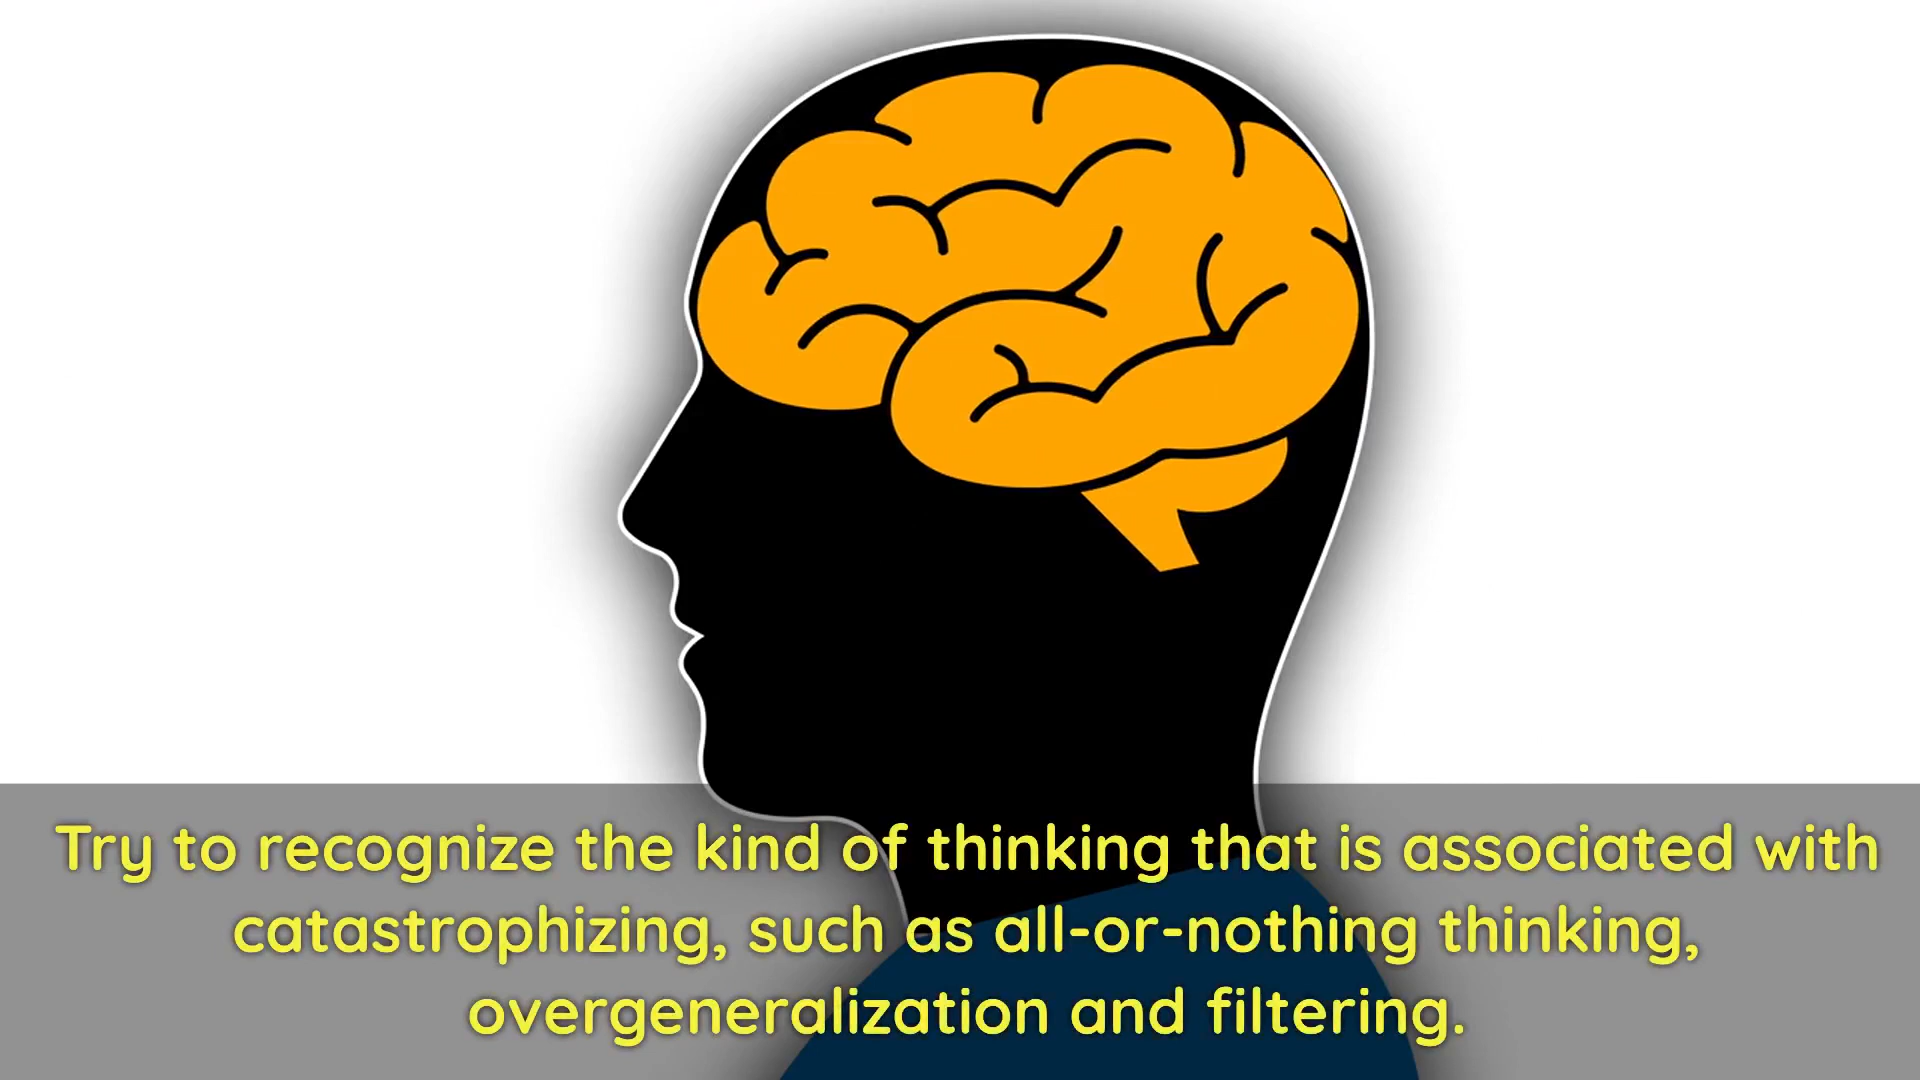 Try to recognize the kind of thinking that is associated with
catastrophizing, such as all-or-nothing thinking,
overgeneralization and filtering.